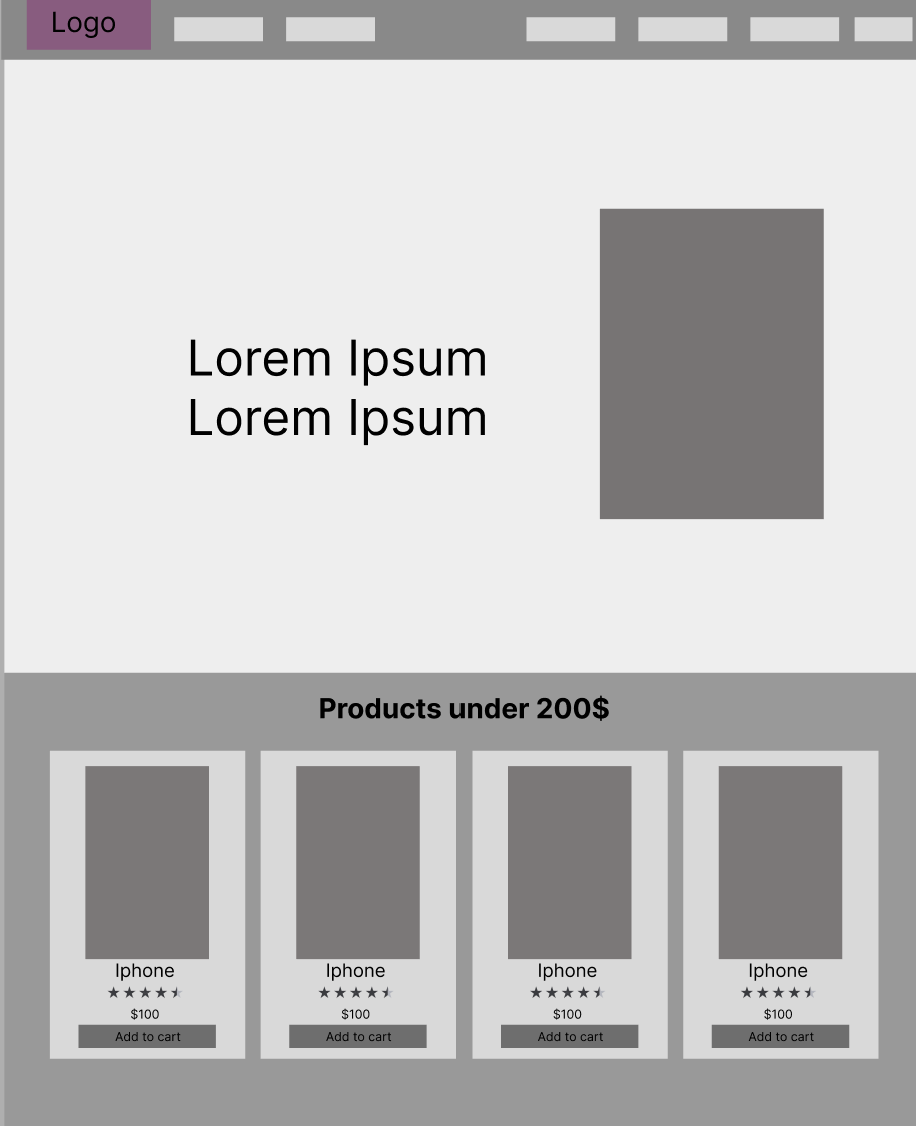 Logo
Lorem Ipsum
Lorem Ipsum
Products under 200$
Iphone
$100
Add to cart
Iphone
$100
Add to cart
Iphone
$100
Add to cart
Iphone
$100
Add to cart